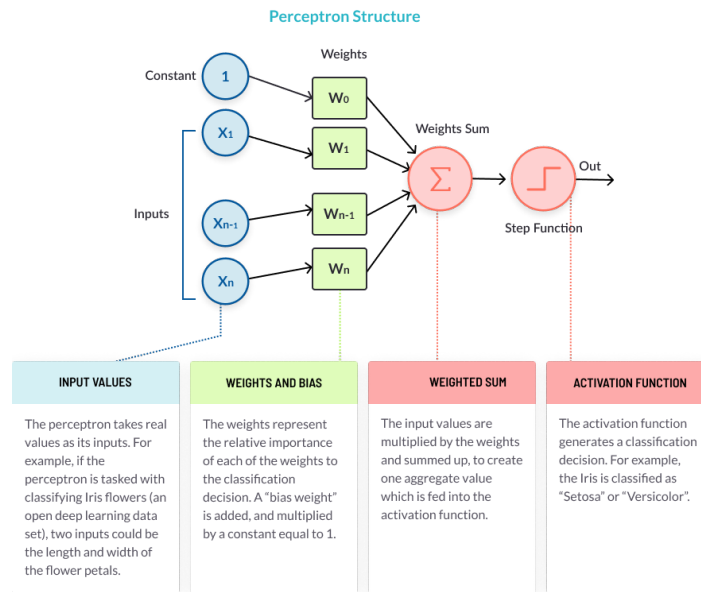 Perceptron Structure
Weights
Constant
1
W0
X1
W1
Weights Sum
Σ
Out
Inputs
Xn-1
Wn-1
Step Function
Xn
Wn
INPUT VALUES
The perceptron takes real
values as its inputs. For
example, if the
perceptron is tasked with
classifying Iris flowers (an
open deep learning data
set), two inputs could be
the length and width of
the flower petals.
WEIGHTS AND BIAS
The weights represent
the relative importance
of each of the weights to
the classification
decision. A “bias weight”
is added, and multiplied
by a constant equal to 1.
WEIGHTED SUM
The input values are
multiplied by the weights
and summed up, to create
one aggregate value
which is fed into the
activation function.
ACTIVATION FUNCTION
The activation function
generates a classification
decision. For example,
the Iris is classified as
“Setosa” or “Versicolor”.